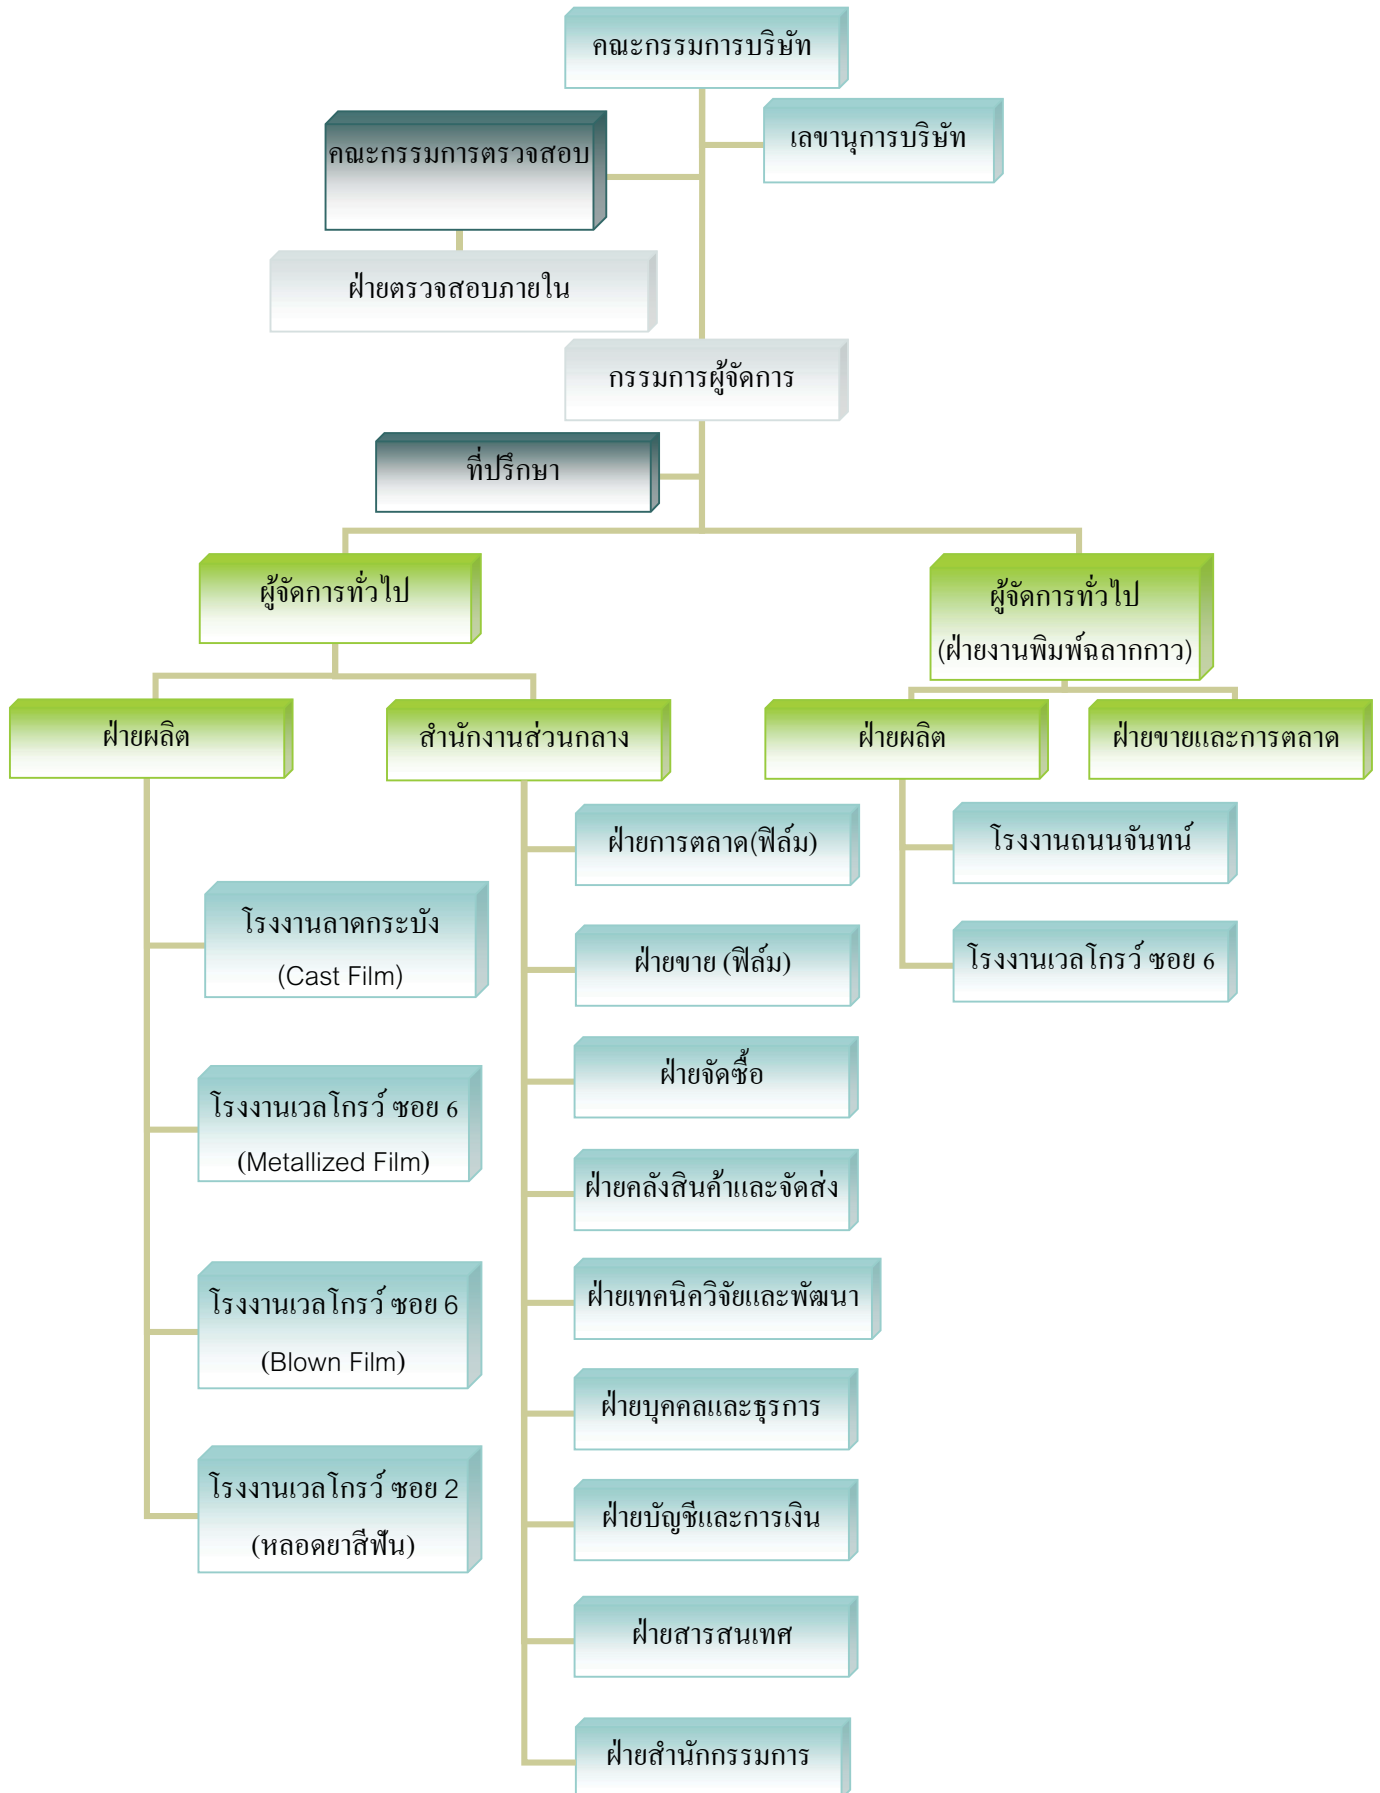 คณะกรรมการบริษัท
เลขานุการบริษัท
คณะกรรมการตรวจสอบ
ฝ่ายตรวจสอบภายใน
กรรมการผู้จัดการ
ที่ปรึกษา
ผู้จัดการทั่วไป
ผู้จัดการทั่วไป
(ฝ่ายงานพิมพ์ฉลากกาว)
ฝ่ายผลิต
สำนักงานส่วนกลาง
ฝ่ายผลิต
ฝ่ายขายและการตลาด
โรงงานลาดกระบัง
(Cast Film)
โรงงานเวลโกรว์ ซอย 6
(Metallized Film)
โรงงานเวลโกรว์ ซอย 6
(Blown Film)
โรงงานเวลโกรว์ ซอย 2
(หลอดยาสีฟัน)
ฝ่ายการตลาด(ฟิล์ม)
ฝ่ายขาย (ฟิล์ม)
ฝ่ายจัดซื้อ
ฝ่ายคลังสินค้าและจัดส่ง
ฝ่ายเทคนิควิจัยและพัฒนา
ฝ่ายบุคคลและธุรการ
ฝ่ายบัญชีและการเงิน
ฝ่ายสารสนเทศ
ฝ่ายสำนักกรรมการ
โรงงานถนนจันทน์
โรงงานเวลโกรว์ ซอย 6